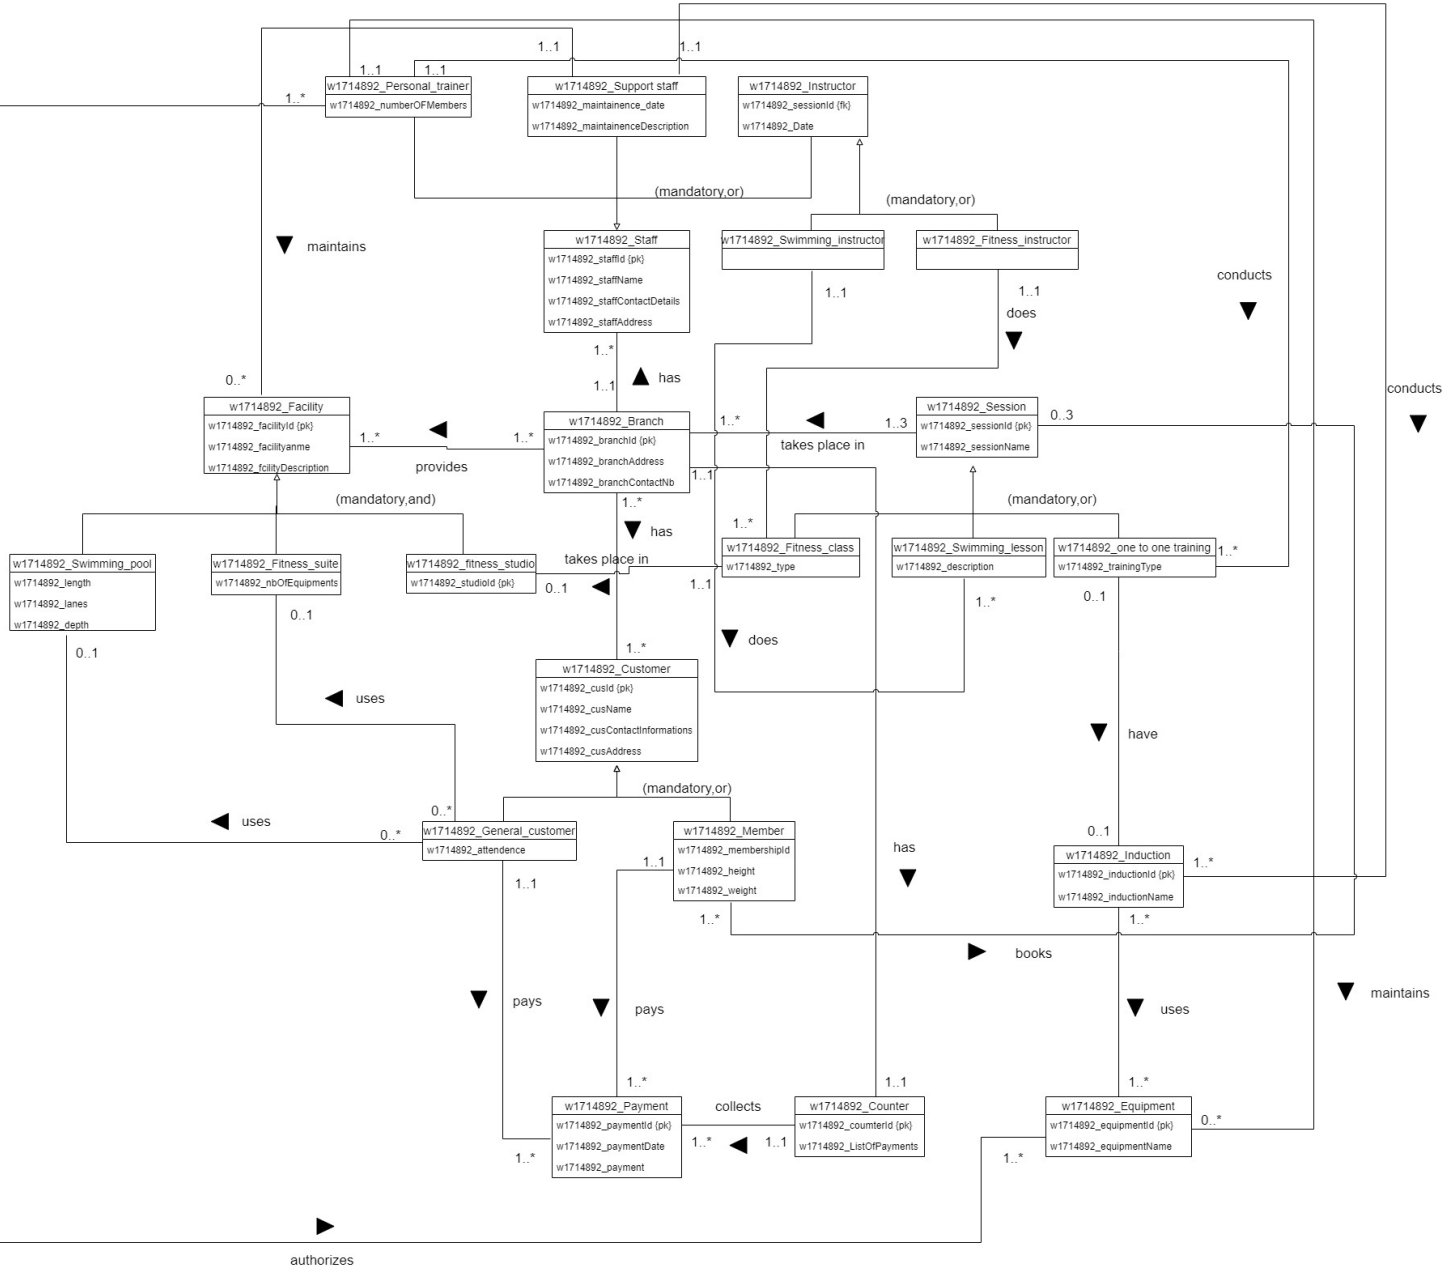 1..1
1..1
1..1
1..1
1..*
w1714892_Personal_trainer
w1714892_numberOFMembers
w1714892_Support staff
w1714892_maintainence_date
w1714892_maintainenceDescription
w1714892_Instructor
w1714892_sessionId {fk}
w1714892_Date
(mandatory,or)
(mandatory,or)
maintains
w1714892_Staff
w1714892_staffId {pk}
w1714892_staffName
w1714892_staffContactDetails
w1714892_staffAddress
w1714892_Swimming_instructor
w1714892_Fitness_instructor
1..1
1..1
does
conducts
1..*
1..1
has
0..*
conducts
w1714892_Facility
w1714892_facilityId {pk}
w1714892_facilityanme
w1714892_fcilityDescription
1..*
provides
1..*
w1714892_Branch
w1714892_branchId {pk}
w1714892_branchAddress
w1714892_branchContactNb
1..*
takes place in
1..3
w1714892_Session
w1714892_sessionId {pk}
w1714892_sessionName
0..3
1..1
1..*
has
(mandatory,and)
(mandatory,or)
1..*
w1714892_Swimming_pool
w1714892_length
w1714892_lanes
w1714892_depth
w1714892_Fitness_suite
w1714892_nbOfEquipments
w1714892_fitness_studio
w1714892_studioId {pk}
takes place in
0..1
w1714892_Fitness_class
w1714892_type
w1714892_Swimming_lesson
w1714892_description
w1714892_one to one training
w1714892_trainingType
1..*
1..1
1..*
0..1
0..1
0..1
does
1..*
w1714892_Customer
w1714892_cusId {pk}
w1714892_cusName
w1714892_cusContactInformations
w1714892_cusAddress
uses
have
(mandatory,or)
uses
0..*
0..*
w1714892_General_customer
w1714892_attendence
w1714892_Member
w1714892_membershipId
w1714892_height
w1714892_weight
1..1
1..1
has
0..1
w1714892_Induction
w1714892_inductionId {pk}
w1714892_inductionName
1..*
1..*
1..*
books
pays
pays
uses
maintains
1..*
1..1
1..*
w1714892_Payment
w1714892_paymentId {pk}
w1714892_paymentDate
w1714892_payment
collects
1..*
1..1
w1714892_Counter
w1714892_counterId {pk}
w1714892_ListOfPayments
w1714892_Equipment
w1714892_equipmentId {pk}
w1714892_equipmentName
0..*
1..*
1..*
authorizes